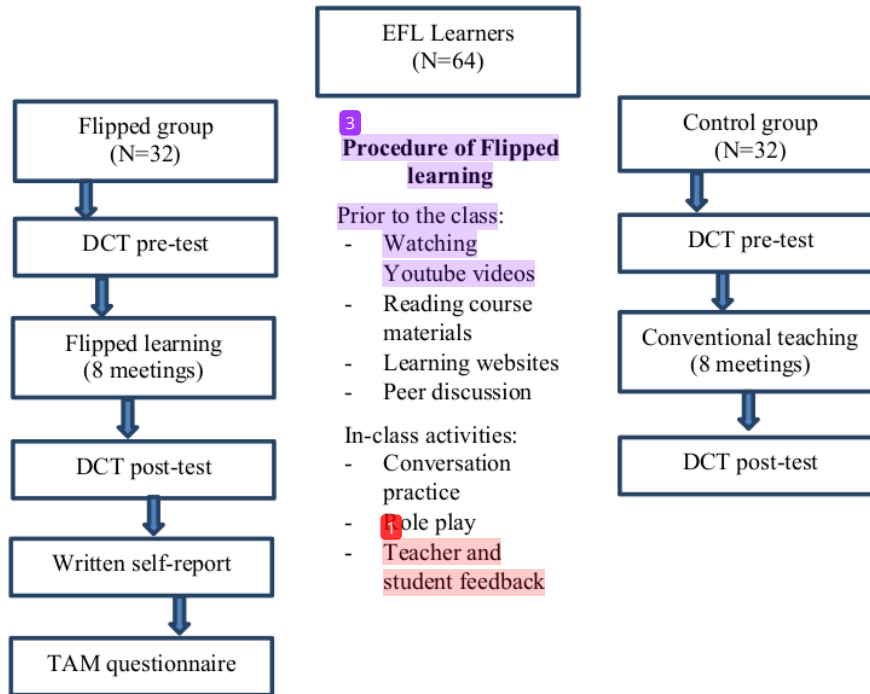 EFL Learners
(N=64)
Flipped group
(N=32)
DCT pre-test
Flipped learning
(8 meetings)
DCT post-test
Written self-report
TAM questionnaire
3
Procedure of Flipped
learning
Prior to the class:
- Watching
Youtube videos
- Reading course
materials
- Learning websites
- Peer discussion
In-class activities:
- Conversation
practice
- Role play
1
- Teacher and
student feedback
Control group
(N=32)
DCT pre-test
Conventional teaching
(8 meetings)
DCT post-test